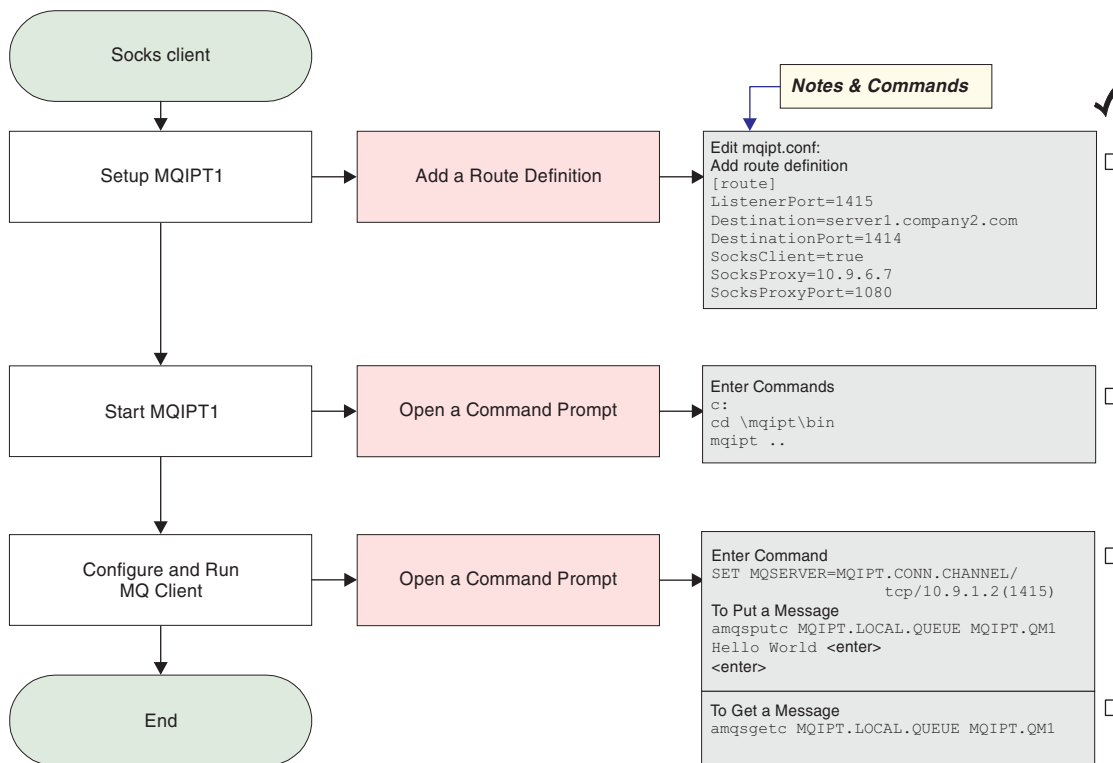 Socks client
Notes & Commands
Setup MQIPT1
Add a Route Definition
Edit mqipt.conf:
Add route definition
[route]
ListenerPort=1415
Destination=server1.company2.com
DestinationPort=1414
SocksClient=true
SocksProxy=10.9.6.7
SocksProxyPort=1080
Start MQIPT1
Open a Command Prompt
Enter Commands
c:
cd \mqipt\bin
mqipt ..
Configure and Run
MQ Client
Open a Command Prompt
Enter Command
SET MQSERVER=MQIPT.CONN.CHANNEL/
tcp/10.9.1.2(1415)
To Put a Message
amqsputc MQIPT.LOCAL.QUEUE MQIPT.QM1
Hello World <enter>
<enter>
End
To Get a Message
amqsgetc MQIPT.LOCAL.QUEUE MQIPT.QM1